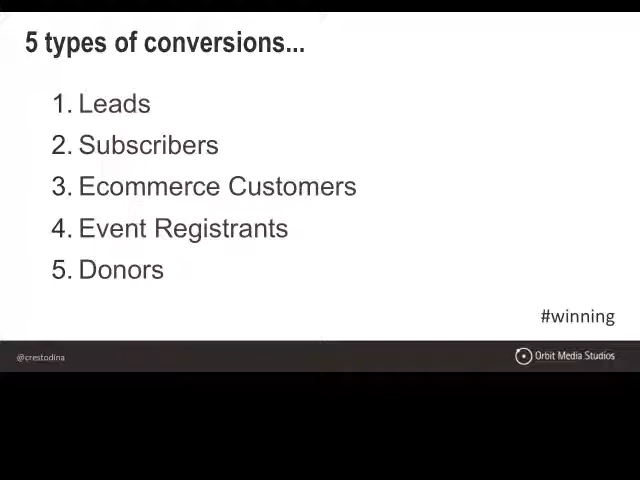 5 types of conversions...
1. Leads
2. Subscribers
3. Ecommerce Customers
4. Event Registrants
5. Donors
#winning
@crestodina
Orbit Media Studios